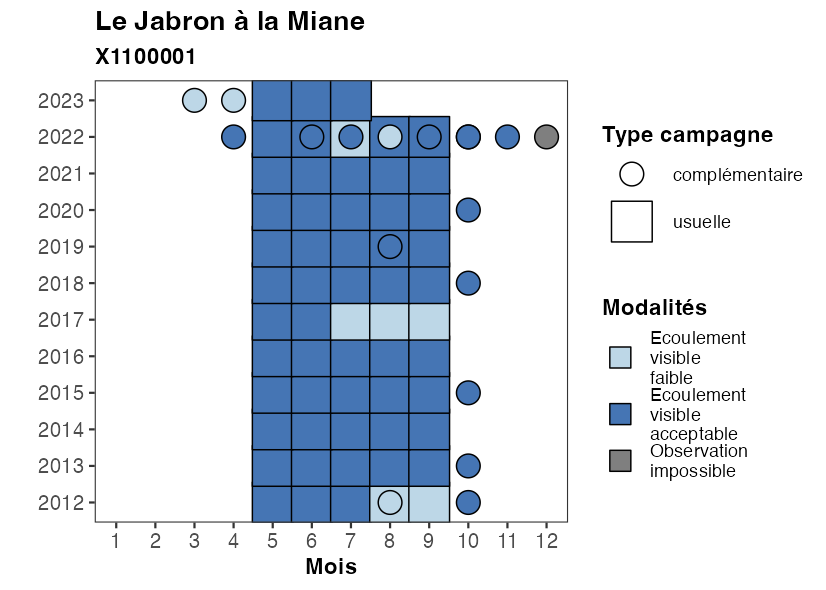 Le Jabron à la Miane
X1100001
2023
2022
2021
2020
2019
2018
2017
2016
2015
2014
2013
2012
1 2 3 4 5 6 7 8 9 10 11 12
Mois
Type campagne
complémentaire
usuelle
Modalités
Ecoulement
visible
faible
Ecoulement
visible
acceptable
Observation
impossible